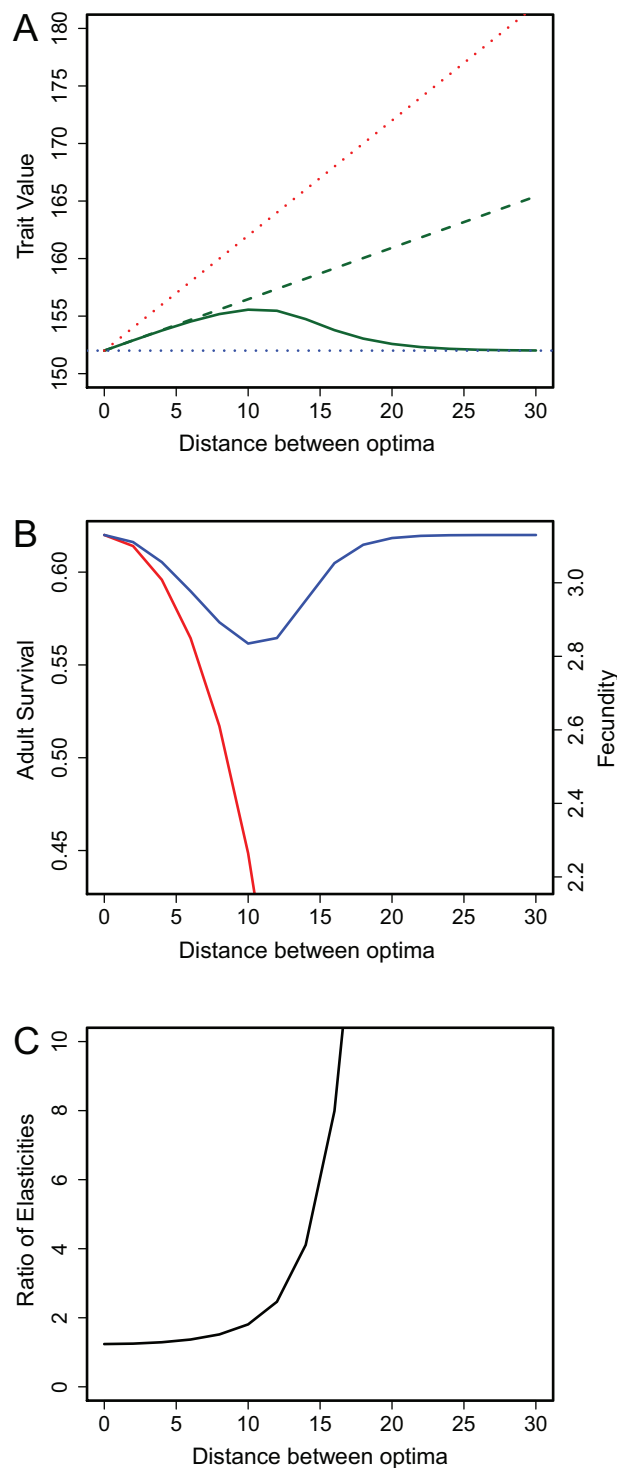 A
Trait Value
150 155 160 165 170 175 180
0 5 10 15 20 25 30
Distance between optima
B
Adult Survival
0.45 0.50 0.55 0.60
2.2 2.4 2.6 2.8 3.0
Fecundity
0 5 10 15 20 25 30
Distance between optima
C
Ratio of Elasticities
0 2 4 6 8 10
0 5 10 15 20 25 30
Distance between optima